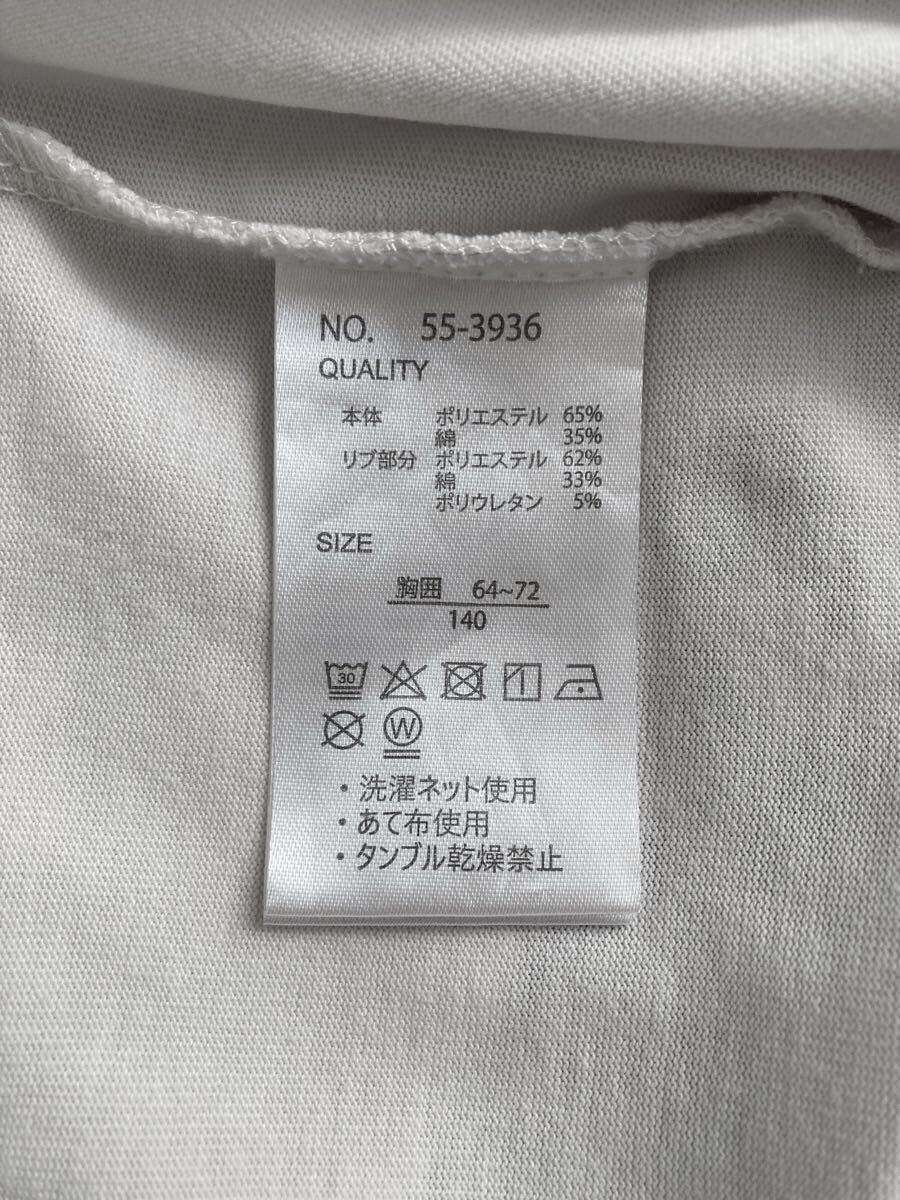 NO. 55-3936
QUALITY
本体 ポリエステル 65%
綿 35%
リブ部分 ポリエステル 62%
綿 33%
ポリウレタン 5%
SIZE
胸囲 64~72
140
30
W
・洗濯ネット使用
・あて布使用
・タンブル乾燥禁止